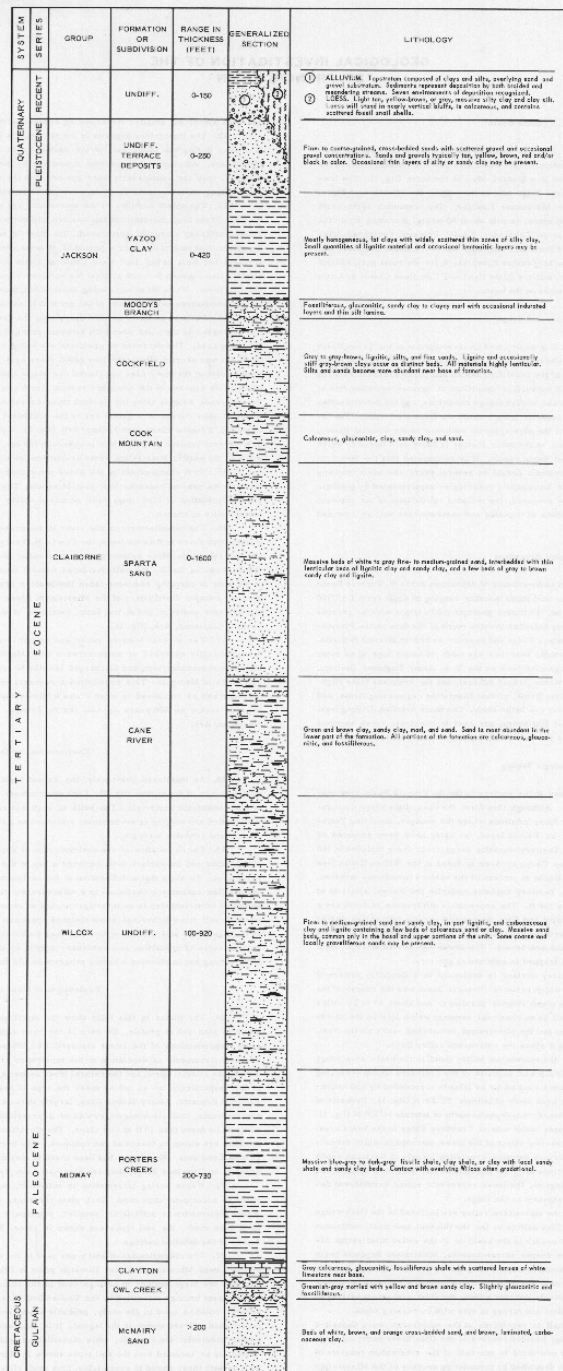 SYSTEM
SERIES
GROUP
FORMATION
OR
SUBDIVISION
RANGE IN
THICKNESS
(FEET)
GENERALIZED
SECTION
LITHOLOGY
QUATERNARY
RECENT
UNDIFF.
0-150
1
2
① ALLUVIUM. Topstratum composed of clays and silts, overlying sand and
gravel substratum. Sediments represent deposition by both braided and
meandering streams. Seven environments of deposition recognized.
② LOESS. Light tan, yellow-brown, or gray, massive silty clay and clay silt.
Loess will stand in nearly vertical bluffs, is calcareous, and contains
scattered fossil snail shells.
PLEISTOCENE
UNDIFF.
TERRACE
DEPOSITS
0-250
Fine- to coarse-grained, cross-bedded sands with scattered gravel and occasional
gravel concentrations. Sands and gravels typically tan, yellow, brown, red and/or
black in color. Occasional thin layers of silty or sandy clay may be present.
TERTIARY
EOCENE
JACKSON
YAZOO
CLAY
0-420
Mostly homogeneous, fat clays with widely scattered thin zones of silty clay.
Small quantities of lignitic material and occasional bentonitic layers may be
present.
MOODYS
BRANCH
Fossiliferous, glauconitic, sandy clay to clayey marl with occasional indurated
layers and thin silt lamina.
CLAIBORNE
COCKFIELD
Gray to gray-brown, lignitic, silts, and fine sands. Lignite and occasionally
stiff gray-brown clays occur as distinct beds. All materials highly lenticular.
Silts and sands become more abundant near base of formation.
COOK
MOUNTAIN
Calcareous, glauconitic, clay, sandy clay, and sand.
SPARTA
SAND
0-1600
Massive beds of white to gray fine- to medium-grained sand, interbedded with thin
lenticular beds of lignitic clay and sandy clay, and a few beds of gray to brown
sandy clay and lignite.
CANE
RIVER
Green and brown clay, sandy clay, marl, and sand. Sand is most abundant in the
lower part of the formation. All portions of the formation are calcareous, glauco-
nitic, and fossiliferous.
WILCOX
UNDIFF.
100-920
Fine- to medium-grained sand and sandy clay, in part lignitic, and carbonaceous
clay and lignite containing a few beds of calcareous sand or clay. Massive sand
beds, common only in the basal and upper portions of the unit. Some coarse and
locally graveliferous sands may be present.
PALEOCENE
MIDWAY
PORTERS
CREEK
200-730
Massive blue-gray to dark-gray fissile shale, clay shale, or clay with local sandy
shale and sandy clay beds. Contact with overlying Wilcox often gradational.
CLAYTON
Gray calcareous, glauconitic, fossiliferous shale with scattered lenses of white
limestone near base.
CRETACEOUS
GULFIAN
OWL CREEK
Greenish-gray mottled with yellow and brown sandy clay. Slightly glauconitic and
fossiliferous.
McNAIRY
SAND
>200
Beds of white, brown, and orange cross-bedded sand, and brown, laminated, carbo-
naceous clay.